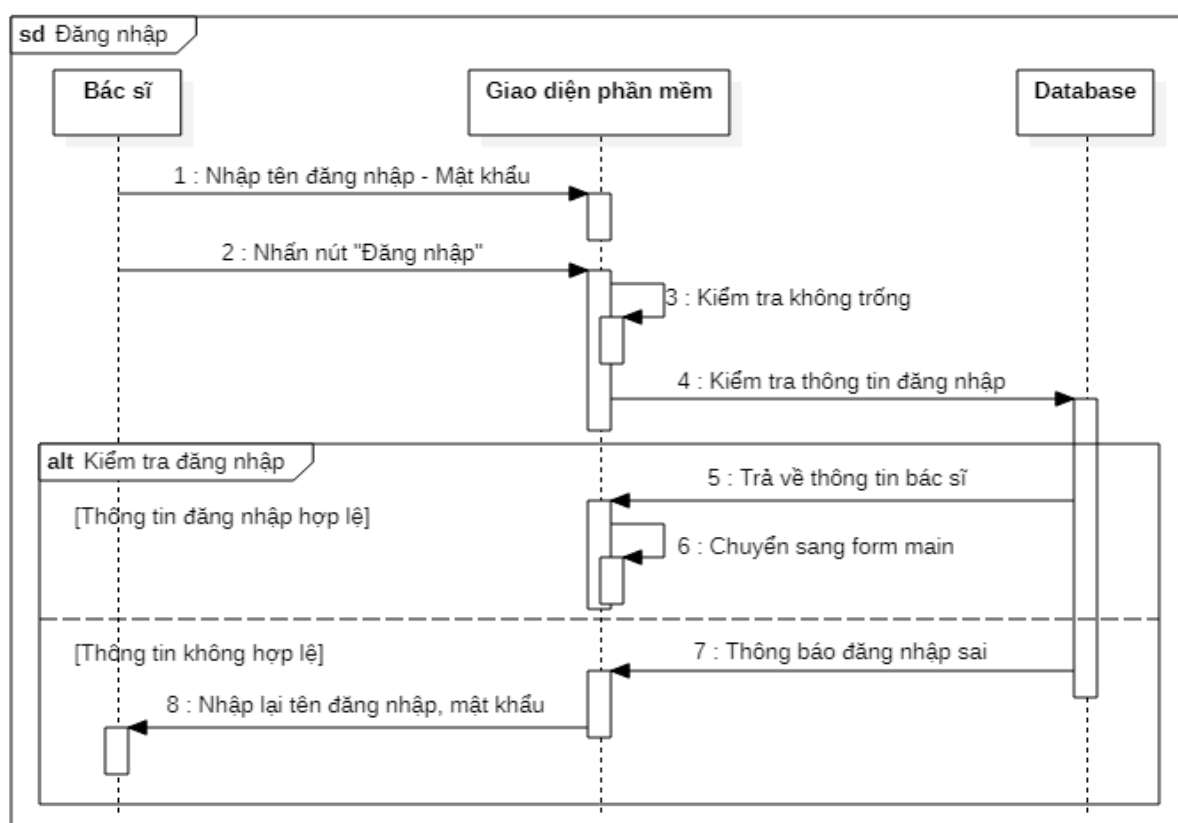 sd Đăng nhập
Bác sĩ
Giao diện phần mềm
Database
1 : Nhập tên đăng nhập - Mật khẩu
2 : Nhấn nút "Đăng nhập"
3 : Kiểm tra không trống
4 : Kiểm tra thông tin đăng nhập
alt Kiểm tra đăng nhập
5 : Trả về thông tin bác sĩ
[Thông tin đăng nhập hợp lệ]
6 : Chuyển sang form main
[Thông tin không hợp lệ]
7 : Thông báo đăng nhập sai
8 : Nhập lại tên đăng nhập, mật khẩu